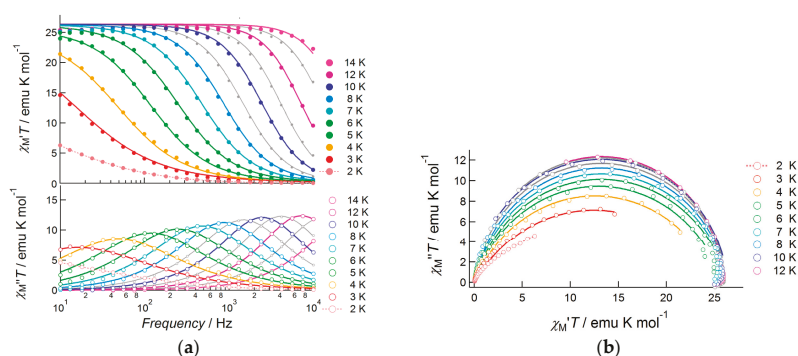 (a)
χM'T / emu K mol⁻¹
25
20
15
10
5
0
14 K
12 K
10 K
8 K
7 K
6 K
5 K
4 K
3 K
2 K
χM"T / emu K mol⁻¹
15
10
5
0
14 K
12 K
10 K
8 K
7 K
6 K
5 K
4 K
3 K
2 K
10¹ 2 4 6 8 10² 2 4 6 8 10³ 2 4 6 8 10⁴
Frequency / Hz
(a)
χM"T / emu K mol⁻¹
12
10
8
6
4
2
0
0 5 10 15 20 25
χM'T / emu K mol⁻¹
2 K
3 K
4 K
5 K
6 K
7 K
8 K
10 K
12 K
(b)